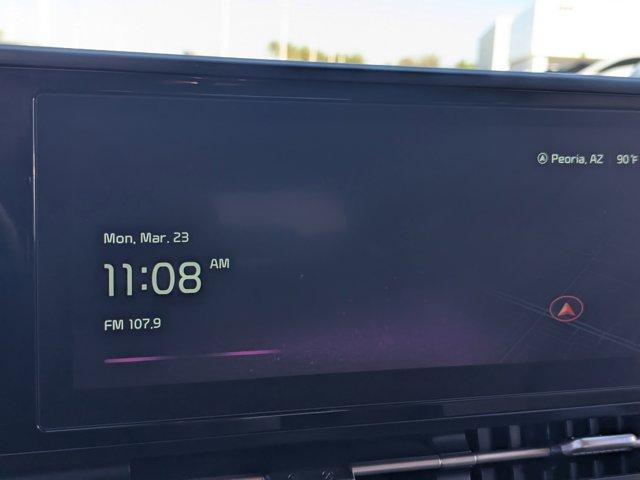 Peoria, AZ 90°F
Mon, Mar. 23
11:08 AM
FM 107.9